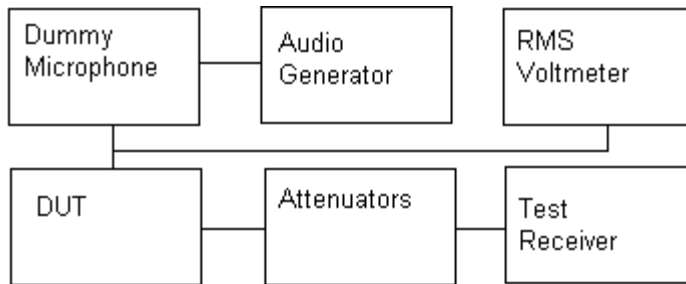 Dummy
Microphone
Audio
Generator
RMS
Voltmeter
DUT
Attenuators
Test
Receiver